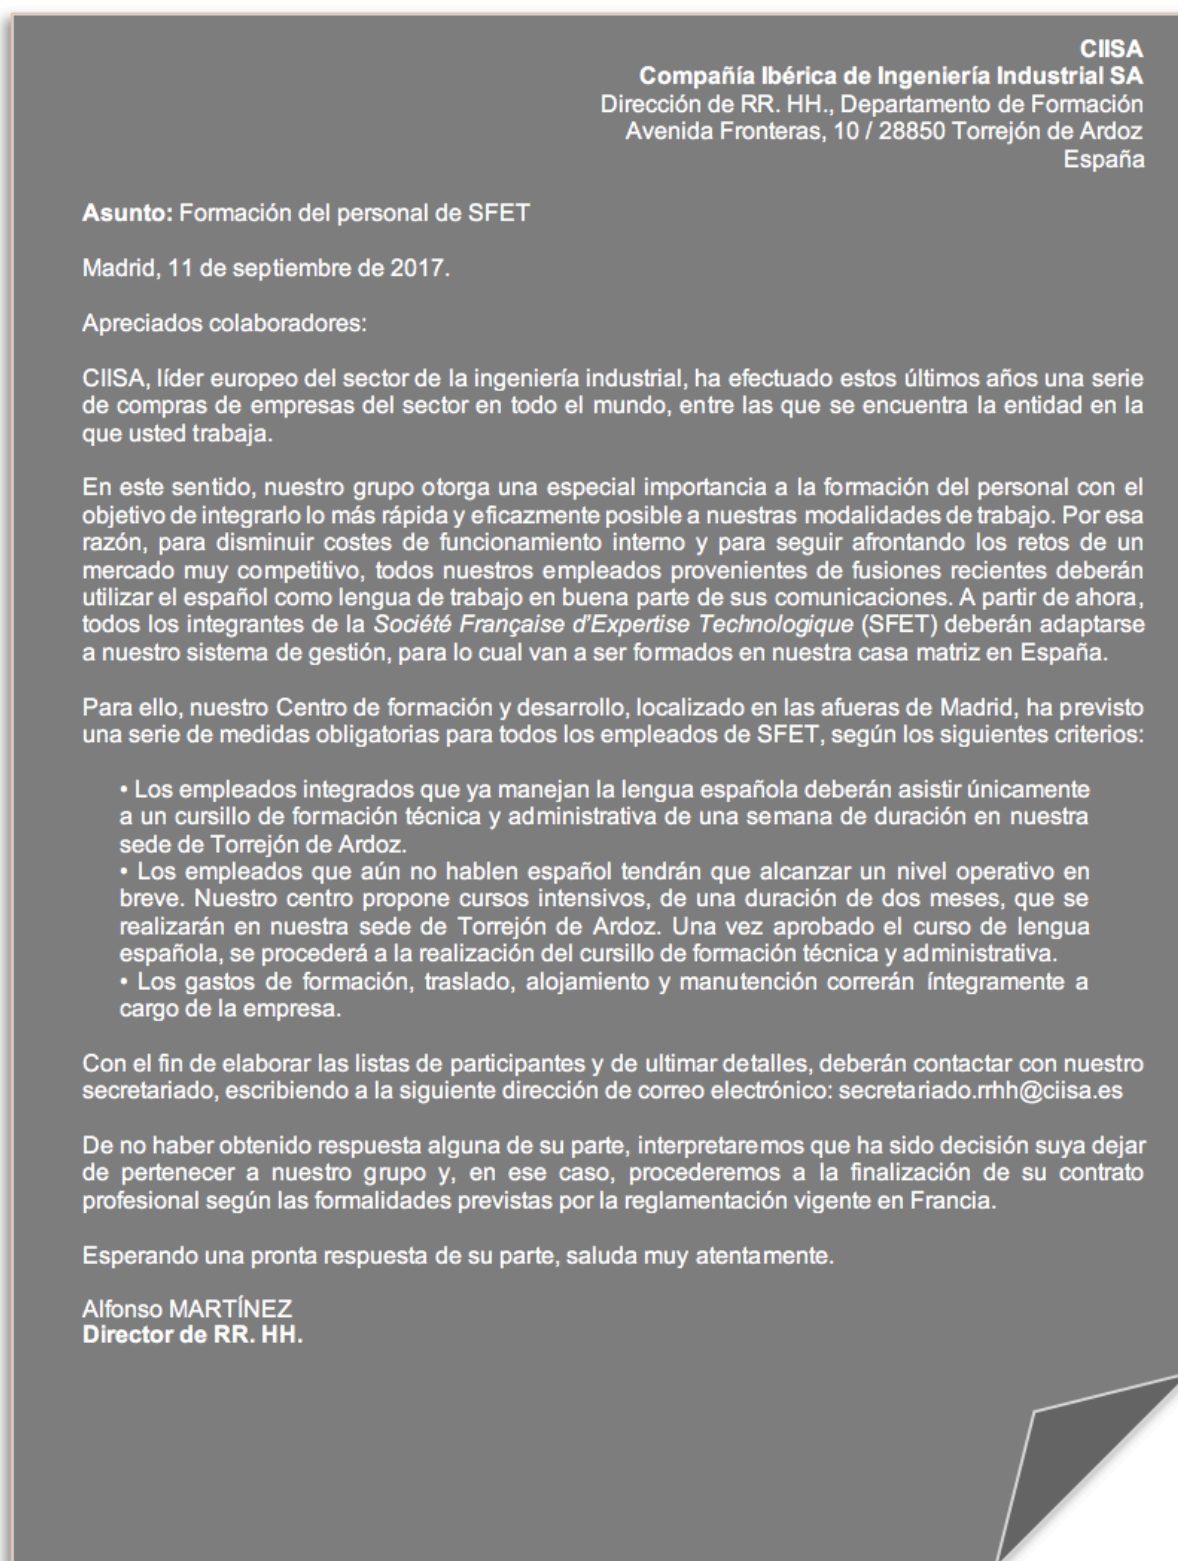 CIISA
Compañía Ibérica de Ingeniería Industrial SA
Dirección de RR. HH., Departamento de Formación
Avenida Fronteras, 10 / 28850 Torrejón de Ardoz
España
Asunto: Formación del personal de SFET
Madrid, 11 de septiembre de 2017.
Apreciados colaboradores:
CIISA, líder europeo del sector de la ingeniería industrial, ha efectuado estos últimos años una serie
de compras de empresas del sector en todo el mundo, entre las que se encuentra la entidad en la
que usted trabaja.
En este sentido, nuestro grupo otorga una especial importancia a la formación del personal con el
objetivo de integrarlo lo más rápida y eficazmente posible a nuestras modalidades de trabajo. Por esa
razón, para disminuir costes de funcionamiento interno y para seguir afrontando los retos de un
mercado muy competitivo, todos nuestros empleados provenientes de fusiones recientes deberán
utilizar el español como lengua de trabajo en buena parte de sus comunicaciones. A partir de ahora,
todos los integrantes de la Société Française d'Expertise Technologique (SFET) deberán adaptarse
a nuestro sistema de gestión, para lo cual van a ser formados en nuestra casa matriz en España.
Para ello, nuestro Centro de formación y desarrollo, localizado en las afueras de Madrid, ha previsto
una serie de medidas obligatorias para todos los empleados de SFET, según los siguientes criterios:
• Los empleados integrados que ya manejan la lengua española deberán asistir únicamente
a un cursillo de formación técnica y administrativa de una semana de duración en nuestra
sede de Torrejón de Ardoz.
• Los empleados que aún no hablen español tendrán que alcanzar un nivel operativo en
breve. Nuestro centro propone cursos intensivos, de una duración de dos meses, que se
realizarán en nuestra sede de Torrejón de Ardoz. Una vez aprobado el curso de lengua
española, se procederá a la realización del cursillo de formación técnica y administrativa.
• Los gastos de formación, traslado, alojamiento y manutención correrán íntegramente a
cargo de la empresa.
Con el fin de elaborar las listas de participantes y de ultimar detalles, deberán contactar con nuestro
secretariado, escribiendo a la siguiente dirección de correo electrónico: secretariado.rrhh@ciisa.es
De no haber obtenido respuesta alguna de su parte, interpretaremos que ha sido decisión suya dejar
de pertenecer a nuestro grupo y, en ese caso, procederemos a la finalización de su contrato
profesional según las formalidades previstas por la reglamentación vigente en Francia.
Esperando una pronta respuesta de su parte, saluda muy atentamente.
Alfonso MARTÍNEZ
Director de RR. HH.